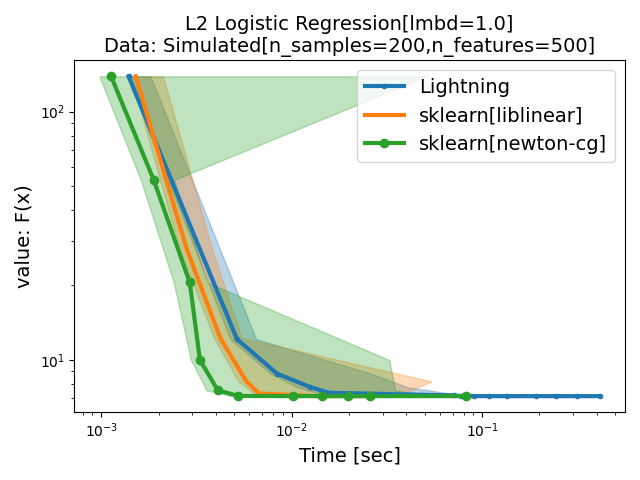 L2 Logistic Regression[lmbd=1.0]
Data: Simulated[n_samples=200,n_features=500]
Lightning
sklearn[liblinear]
sklearn[newton-cg]
value: F(x)
10²
10¹
10⁻³
10⁻²
10⁻¹
Time [sec]